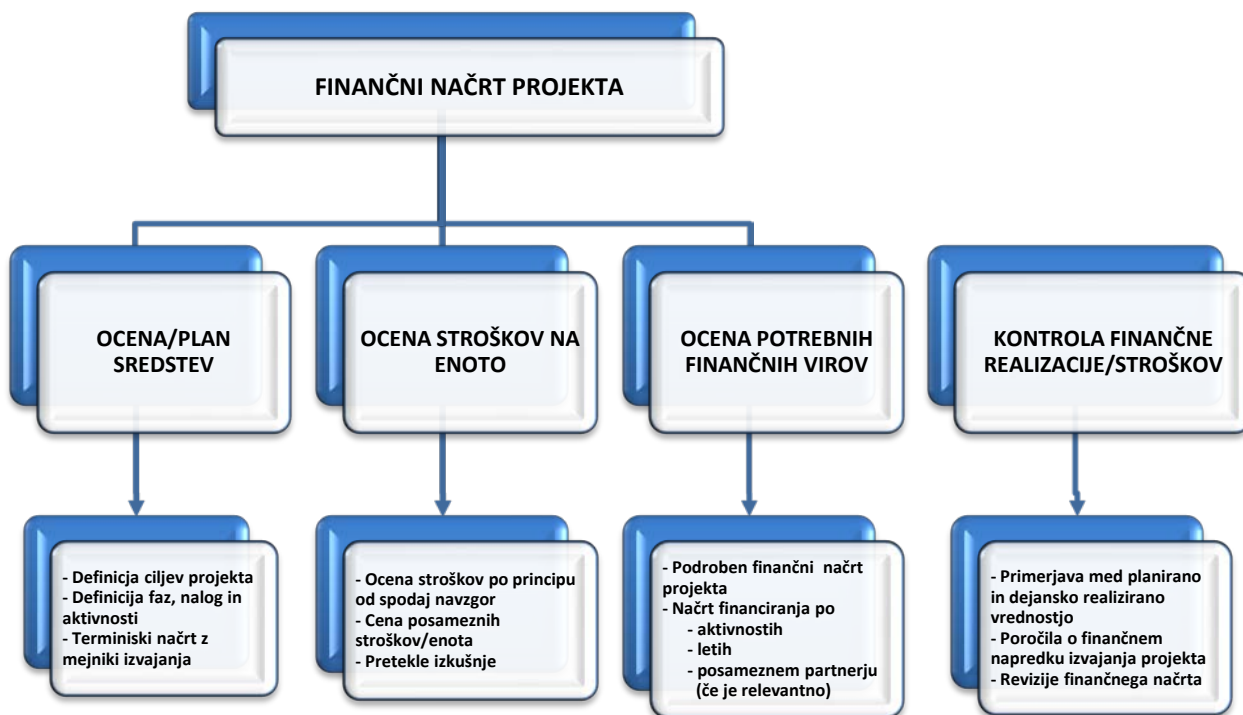 FINANČNI NAČRT PROJEKTA
OCENA/PLAN
SREDSTEV
OCENA STROŠKOV NA
ENOTO
OCENA POTREBNIH
FINANČNIH VIROV
KONTROLA FINANČNE
REALIZACIJE/STROŠKOV
- Definicja ciljev projekta
- Definicija faz, nalog in
aktivnosti
- Terminiski načrt z
mejniki izvajanja
- Ocena stroškov po principu
od spodaj navzgor
- Cena posameznih
stroškov/enota
- Pretekle izkušnje
- Podroben finančni načrt
projekta
- Načrt financiranja po
- aktivnostih
- letih
- posameznem partnerju
(če je relevantno)
- Primerjava med planirano
in dejansko realizirano
vrednostjo
- Poročila o finančnem
napredku izvajanja projekta
- Revizije finančnega načrta